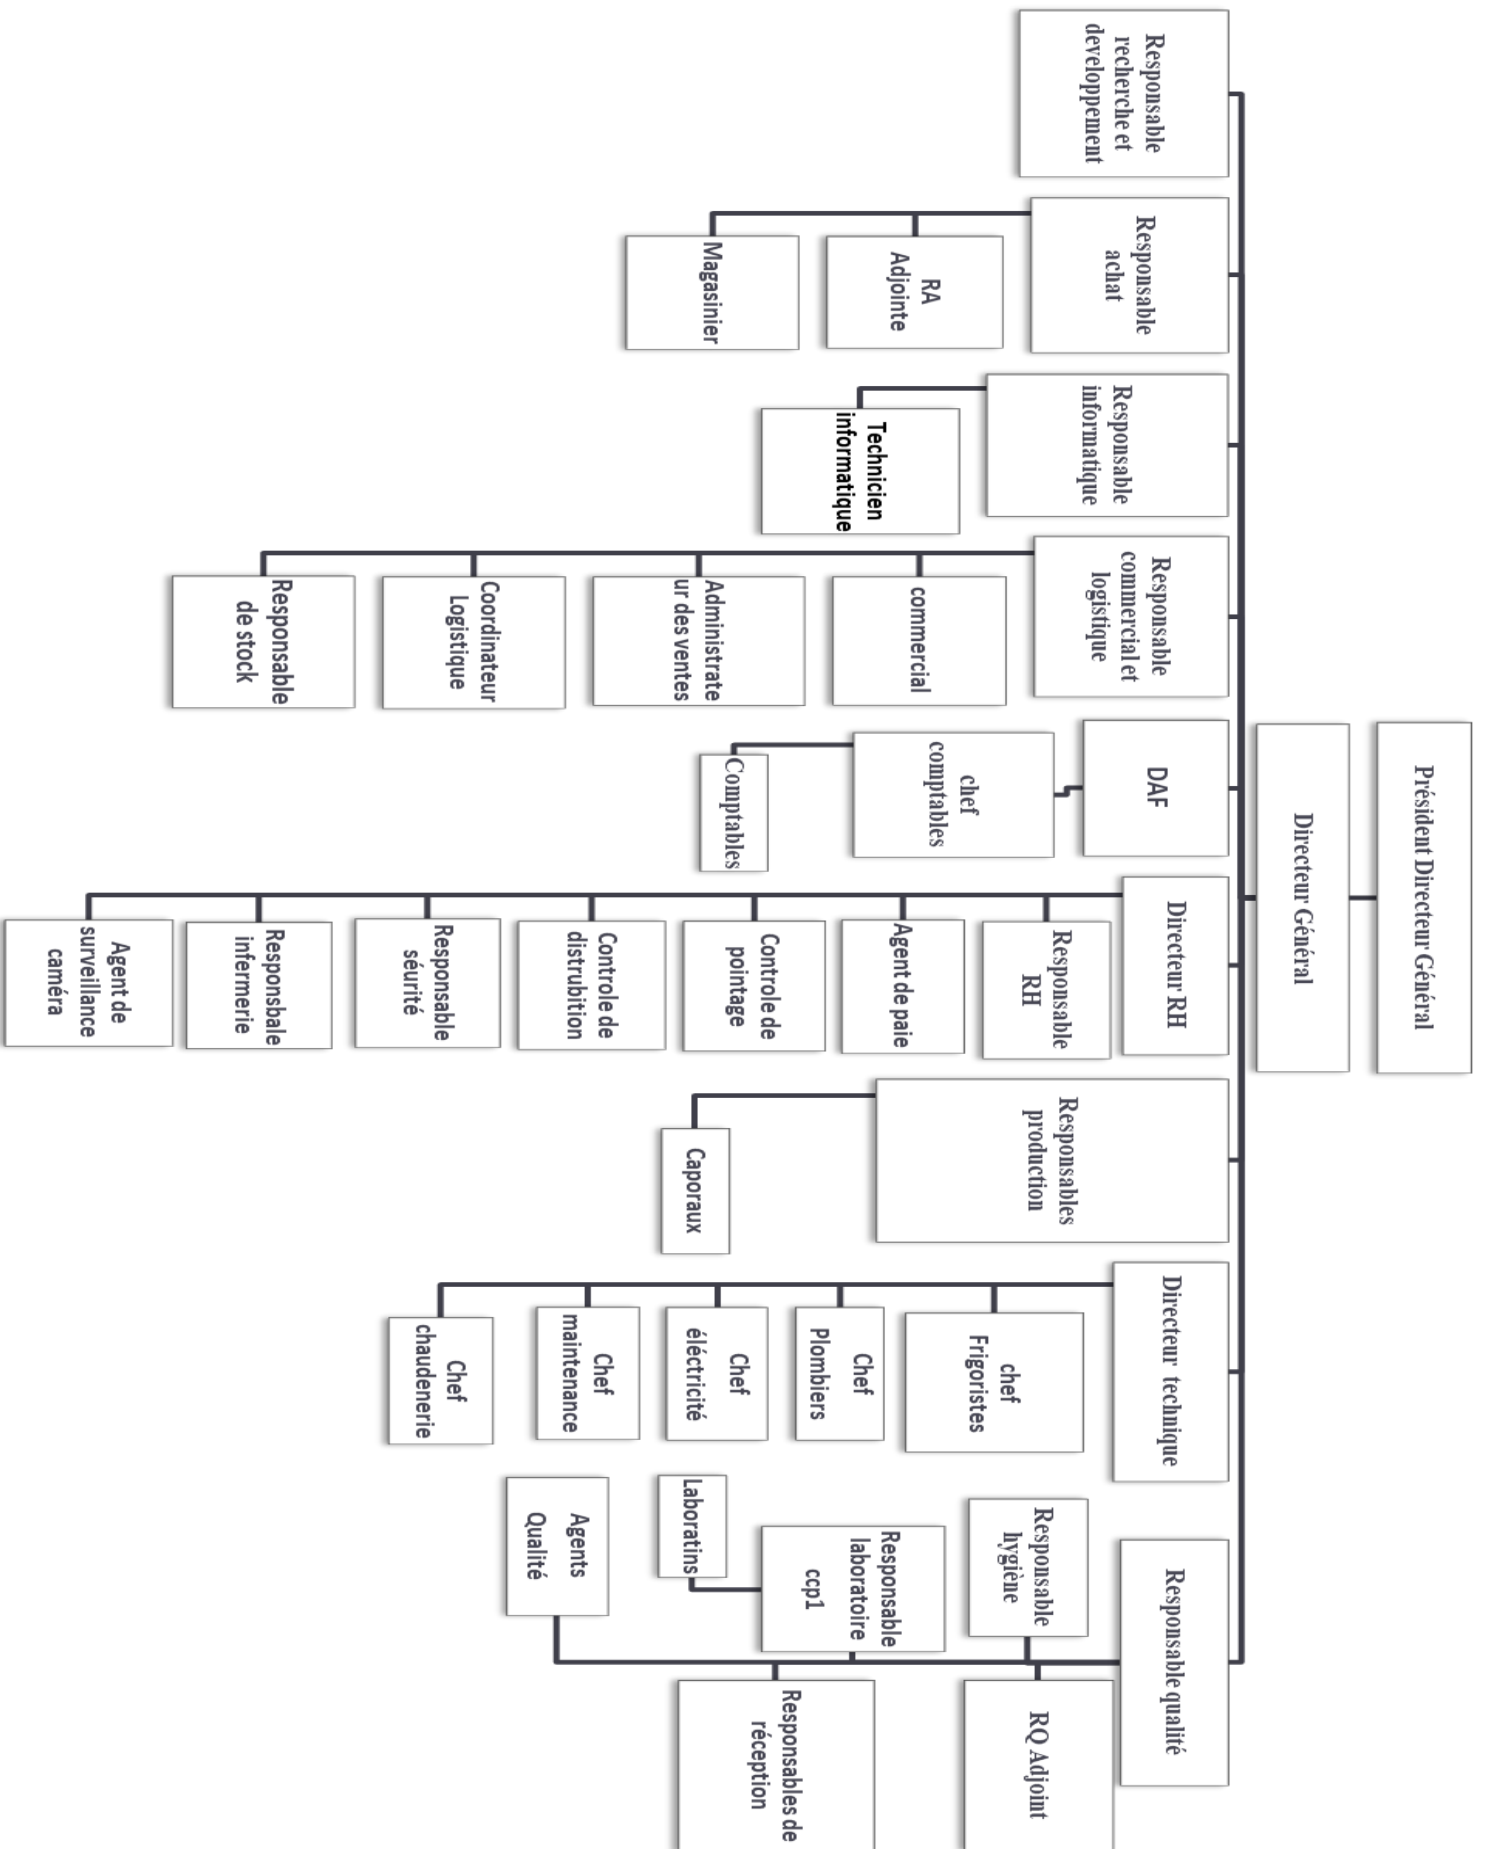 Président Directeur Général
Directeur Général
Responsable
recherche et
developpement
Responsable
achat
RA
Adjointe
Magasinier
Responsable
informatique
Technicien
informatique
Responsable
commercial et
logistique
commercial
Administrate
ur des ventes
Coordinateur
Logistique
Responsable
de stock
DAF
chef
comptables
Comptables
Directeur RH
Responsable
RH
Agent de paie
Controle de
pointage
Controle de
distrubition
Responsable
séurité
Responsbale
infermerie
Agent de
surveillance
caméra
Responsables
production
Caporaux
Directeur technique
chef
Frigoristes
Chef
Plombiers
Chef
éléctricité
Chef
maintenance
Chef
chaudenerie
Responsable qualité
Responsable
hygiène
RQ Adjoint
Responsable
laboratoire
ccp1
Laboratins
Responsables de
réception
Agents
Qualité